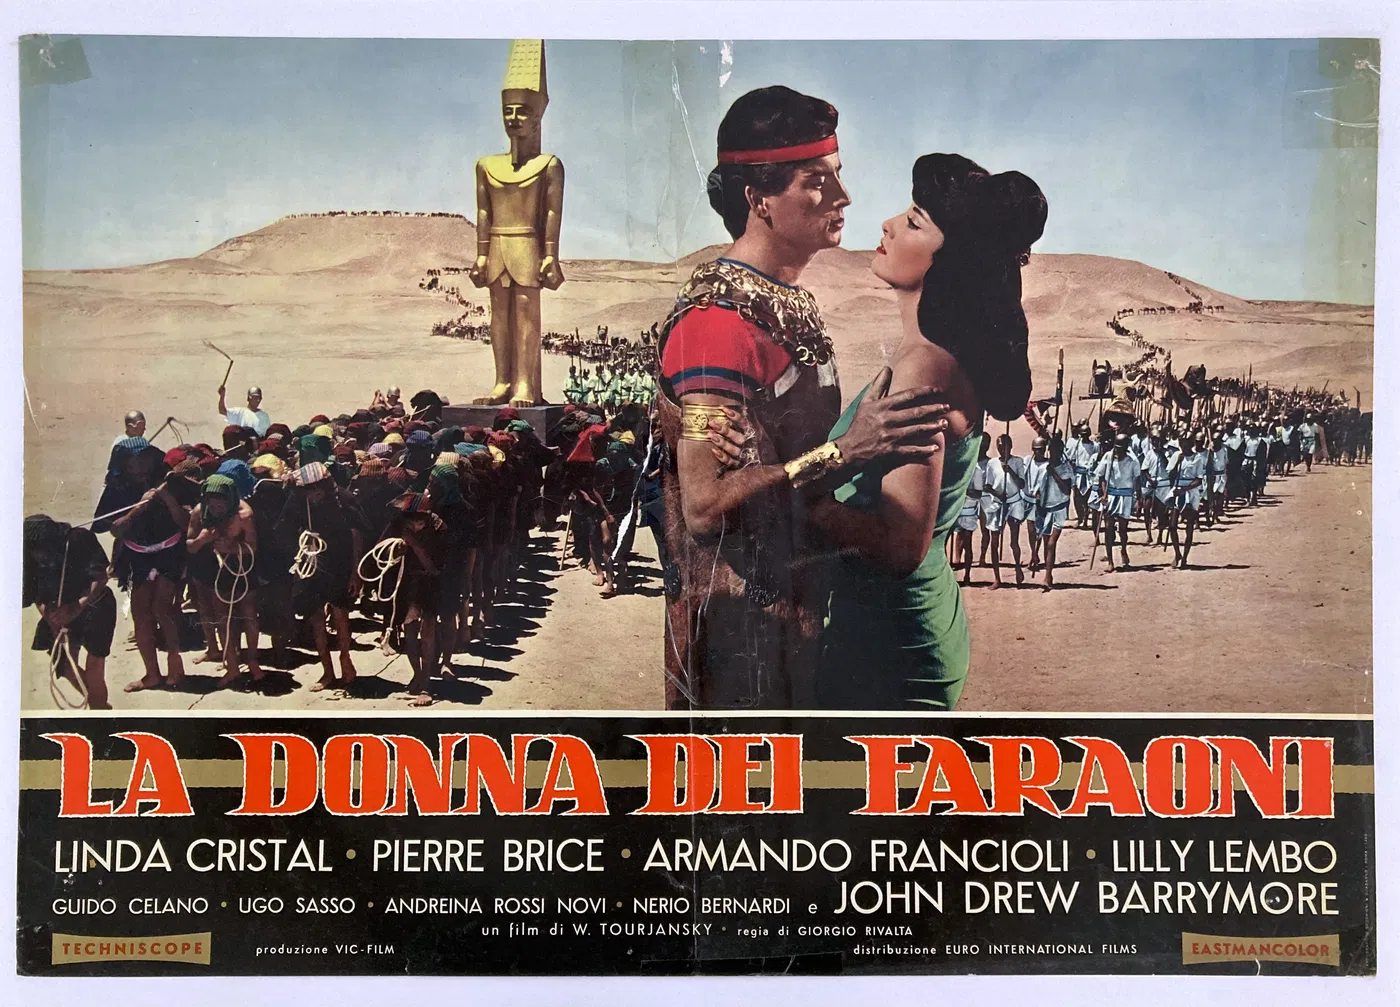 LA DONNA DEI FARAONI
LINDA CRISTAL • PIERRE BRICE • ARMANDO FRANCIOLI • LILLY LEMBO
GUIDO CELANO • UGO SASSO • ANDREINA ROSSI NOVI • NERIO BERNARDI e JOHN DREW BARRYMORE
un film di W. TOURJANSKY • regia di GIORGIO RIVALTA
TECHNISCOPE produzione VIC-FILM distribuzione EURO INTERNATIONAL FILMS EASTMANCOLOR